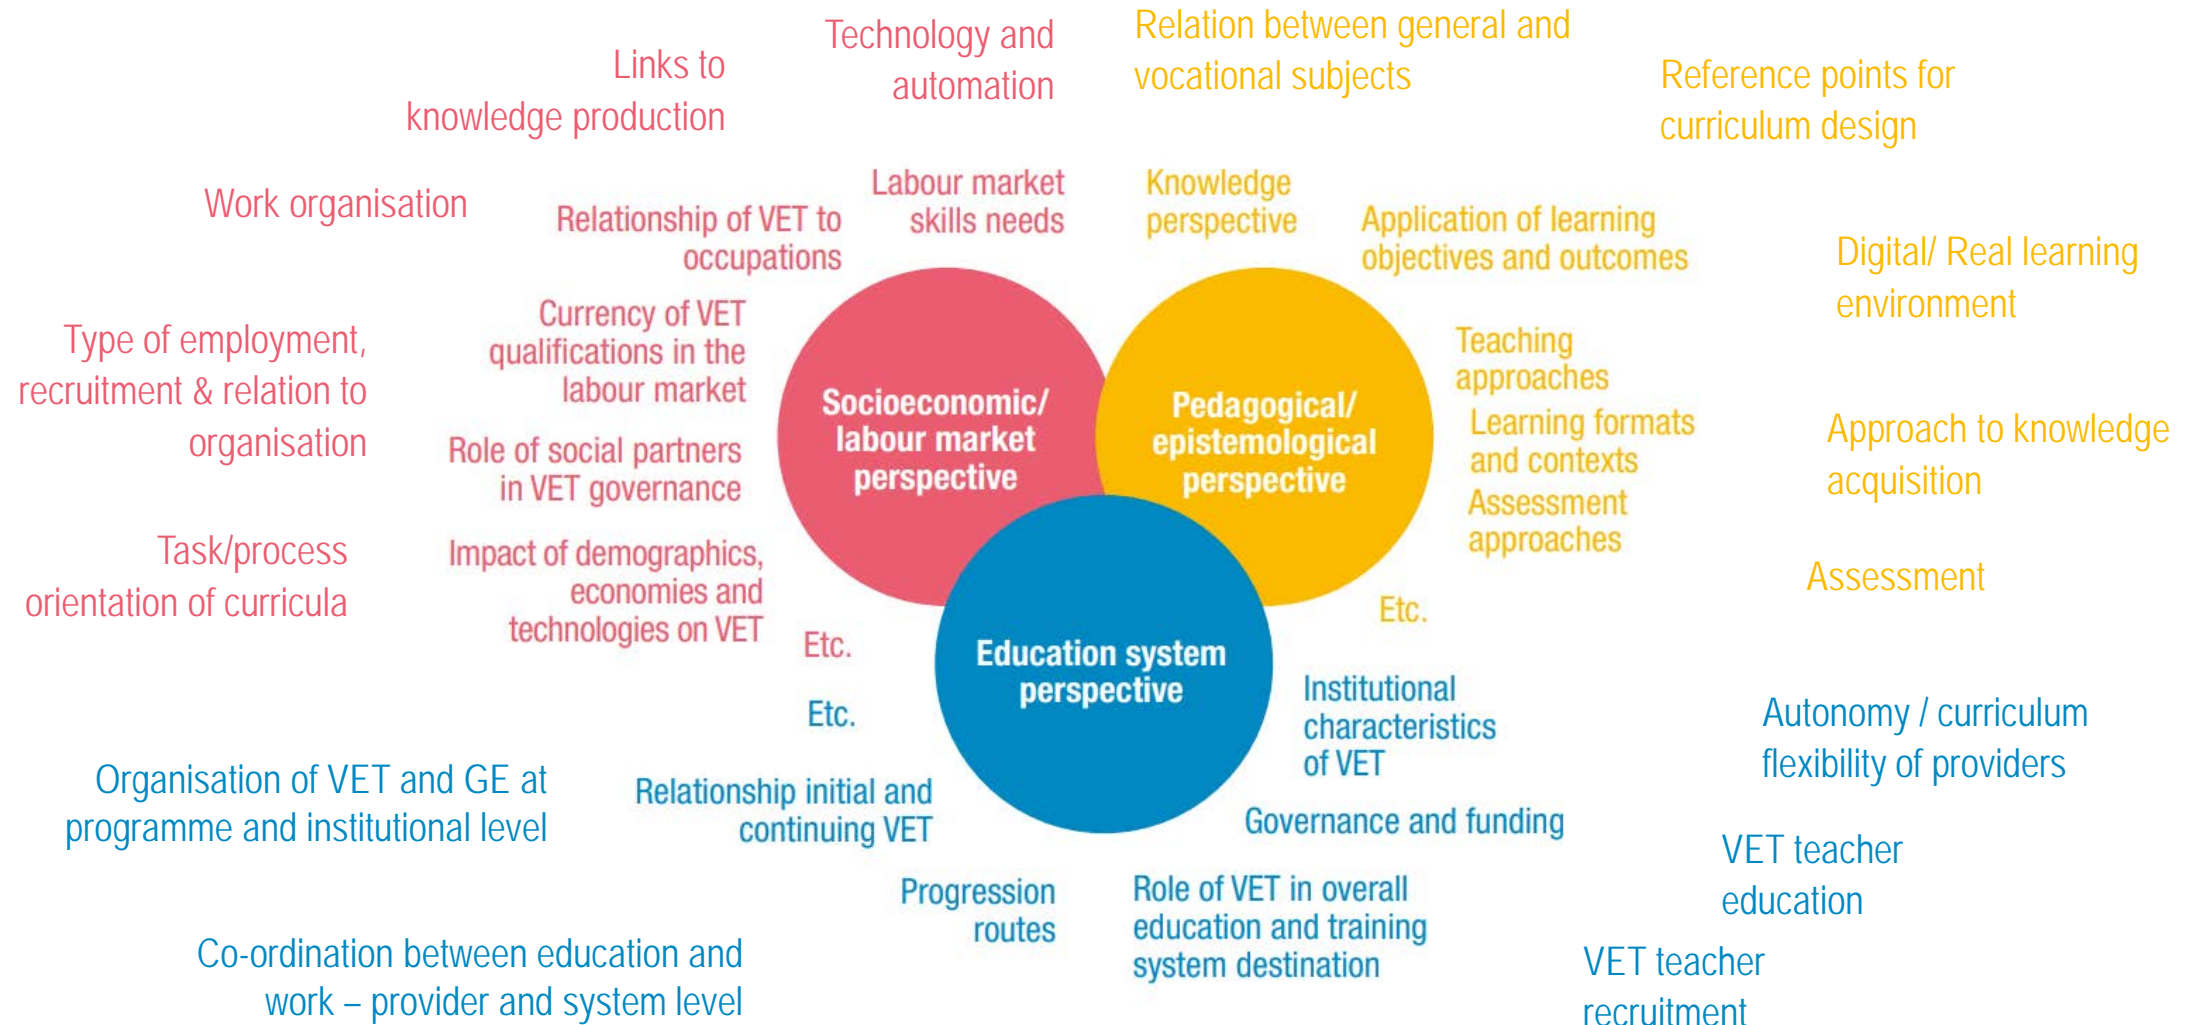 Technology and
automation
Relation between general and
vocational subjects
Links to
knowledge production
Reference points for
curriculum design
Work organisation
Relationship of VET to
occupations
Labour market
skills needs
Knowledge
perspective
Application of learning
objectives and outcomes
Digital/ Real learning
environment
Type of employment,
recruitment & relation to
organisation
Currency of VET
qualifications in the
labour market
Teaching
approaches
Socioeconomic/
labour market
perspective
Pedagogical/
epistemological
perspective
Learning formats
and contexts
Approach to knowledge
acquisition
Role of social partners
in VET governance
Assessment
approaches
Task/process
orientation of curricula
Impact of demographics,
economies and
technologies on VET
Assessment
Etc.
Etc.
Education system
perspective
Etc.
Institutional
characteristics
of VET
Autonomy / curriculum
flexibility of providers
Organisation of VET and GE at
programme and institutional level
Relationship initial and
continuing VET
Governance and funding
VET teacher
education
Progression
routes
Role of VET in overall
education and training
system destination
Co-ordination between education and
work – provider and system level
VET teacher
recruitment